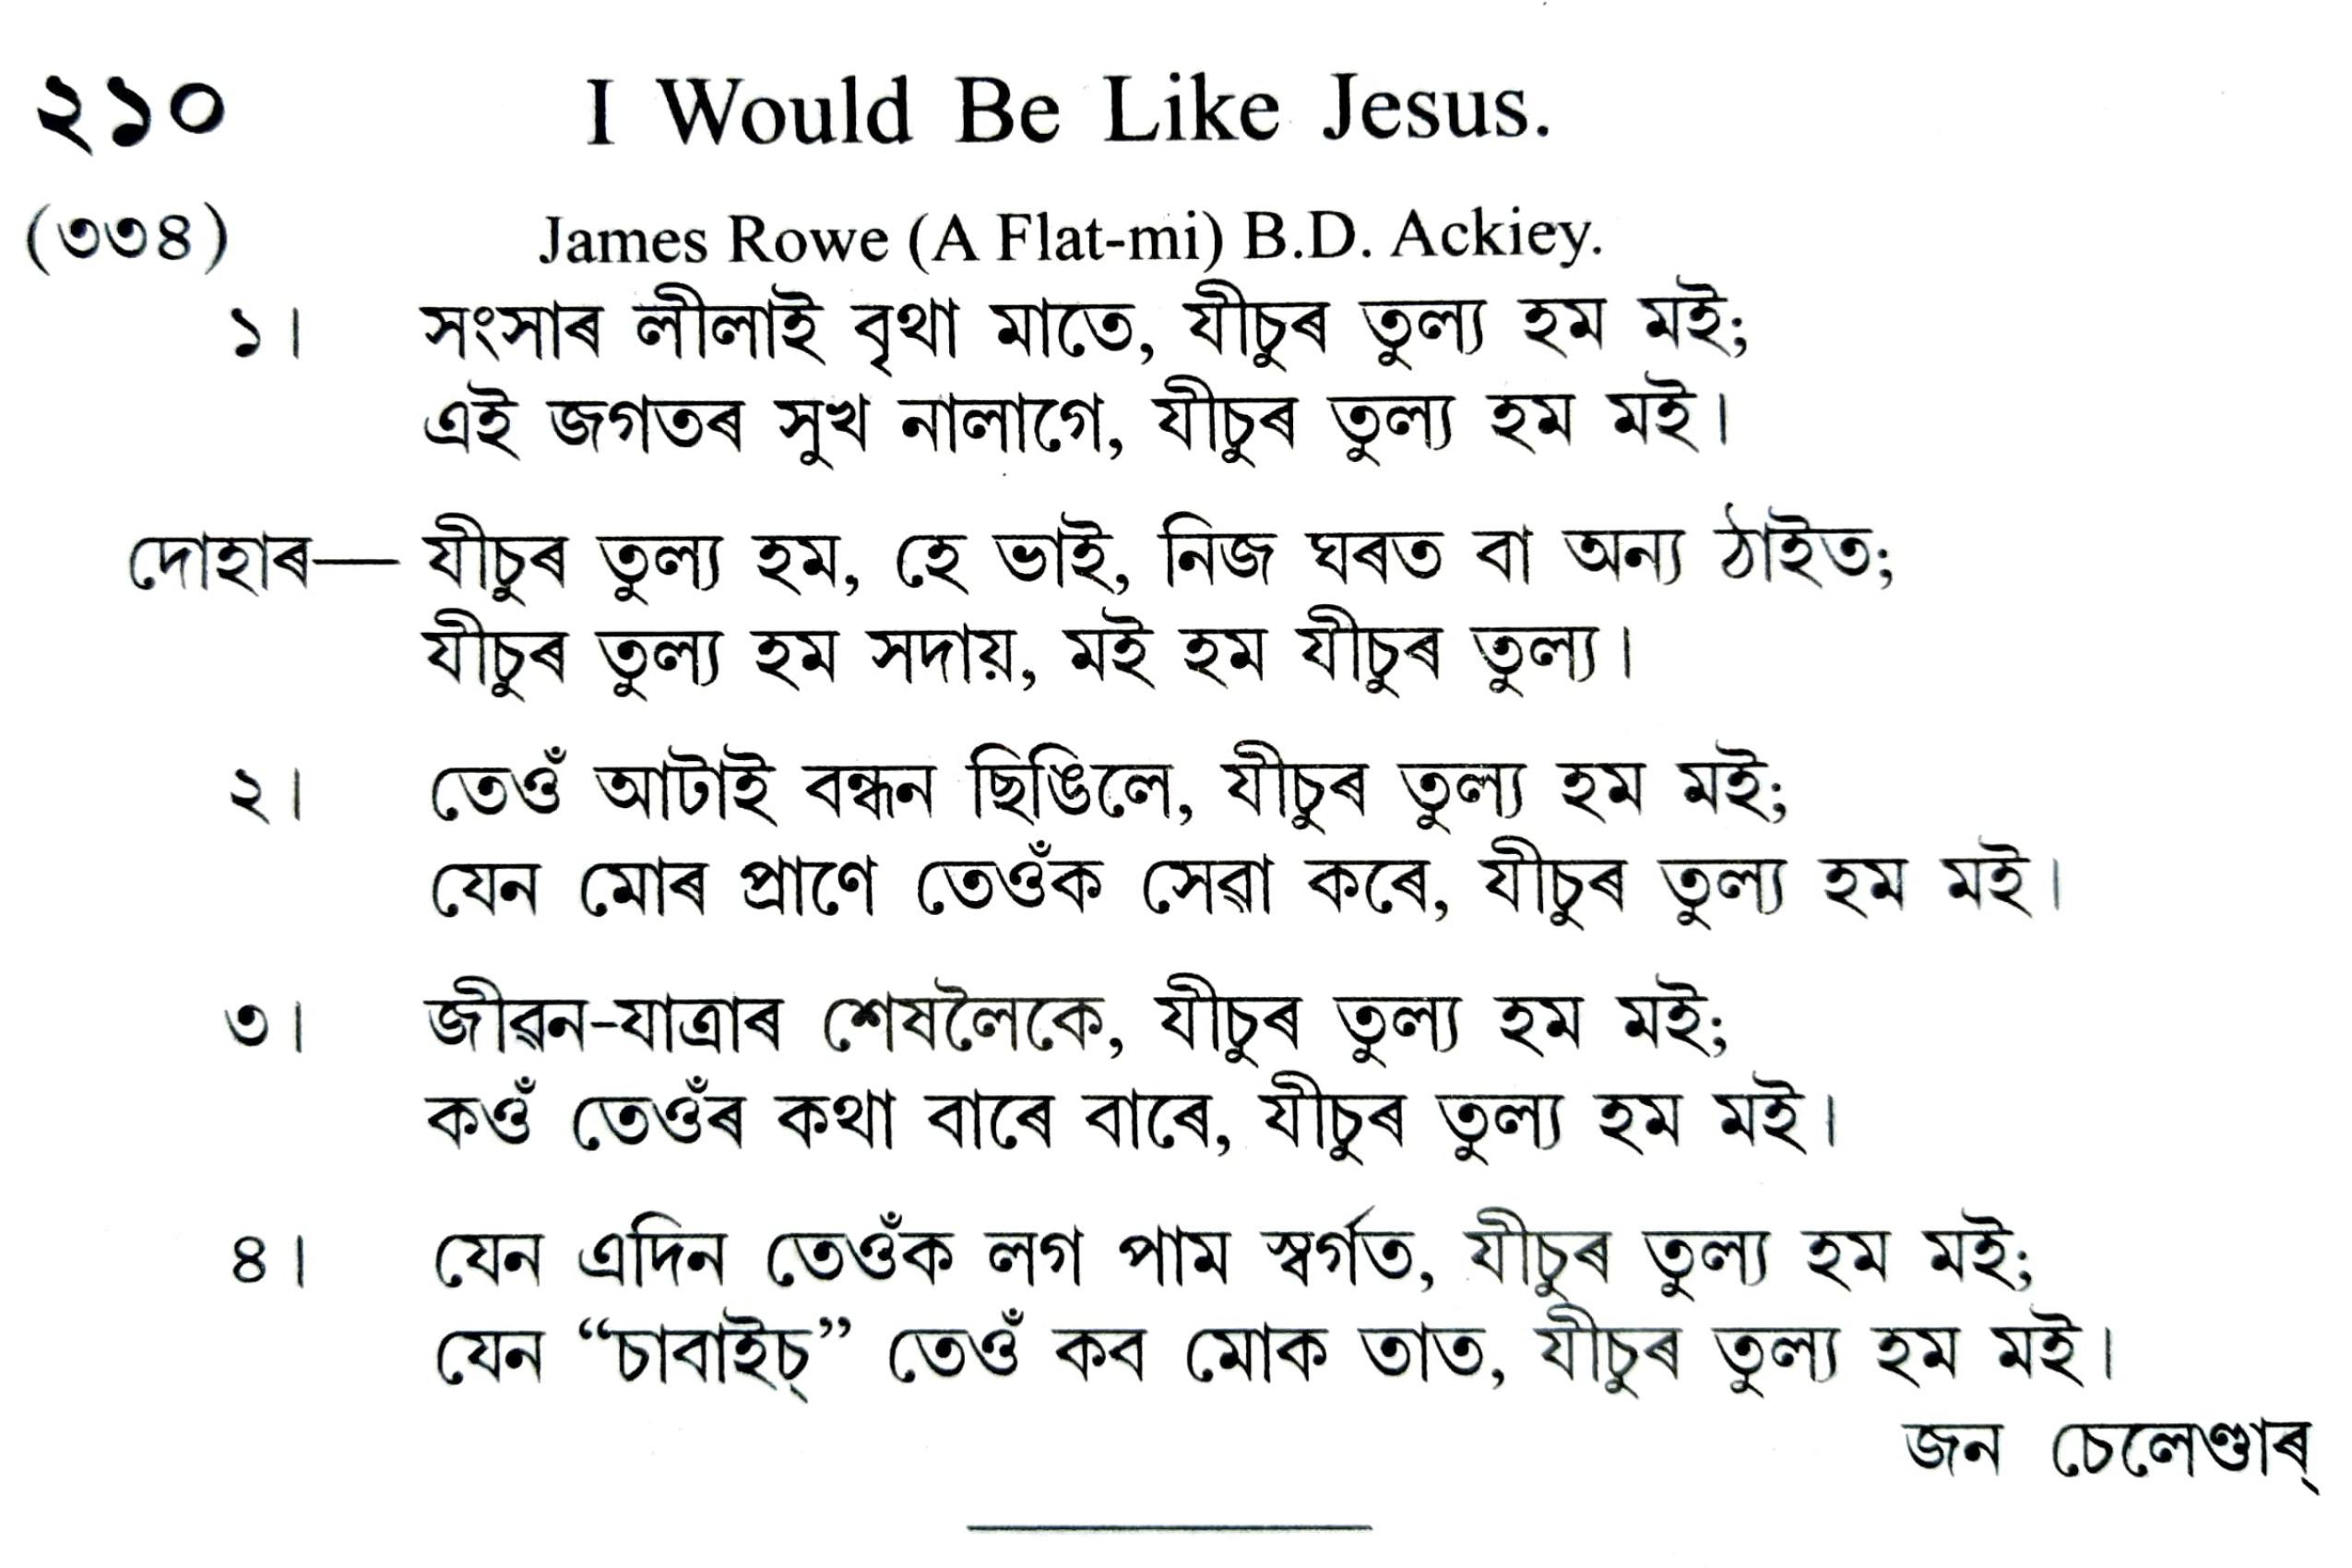 ২১০ I Would Be Like Jesus.
(৩৩৪) James Rowe (A Flat-mi) B.D. Ackiey.
১। সংসাৰ লীলাই বৃথা মাতে, যীচুৰ তুল্য হম মই;
এই জগতৰ সুখ নালাগে, যীচুৰ তুল্য হম মই।
দোহাৰ— যীচুৰ তুল্য হম, হে ভাই, নিজ ঘৰত বা অন্য ঠাইত;
যীচুৰ তুল্য হম সদায়, মই হম যীচুৰ তুল্য।
২। তেওঁ আটাই বন্ধন ছিঙিলে, যীচুৰ তুল্য হম মই;
যেন মোৰ প্ৰাণে তেওঁক সেৱা কৰে, যীচুৰ তুল্য হম মই।
৩। জীৱন-যাত্ৰাৰ শেষলৈকে, যীচুৰ তুল্য হম মই;
কওঁ তেওঁৰ কথা বাৰে বাৰে, যীচুৰ তুল্য হম মই।
৪। যেন এদিন তেওঁক লগ পাম স্বৰ্গত, যীচুৰ তুল্য হম মই;
যেন “চাবাইচ্” তেওঁ কব মোক তাত, যীচুৰ তুল্য হম মই।
জন চেলেণ্ডাৰ্